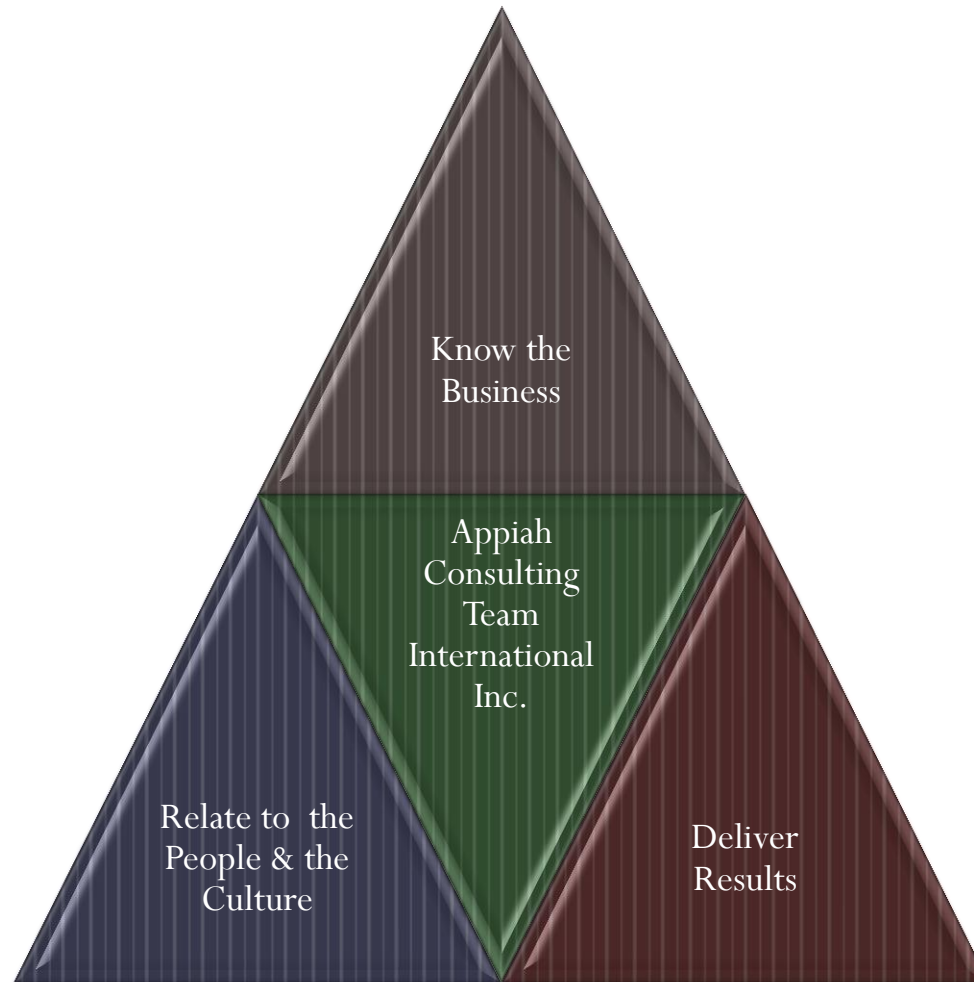 Know the
Business
Appiah
Consulting
Team
International
Inc.
Relate to the
People & the
Culture
Deliver
Results